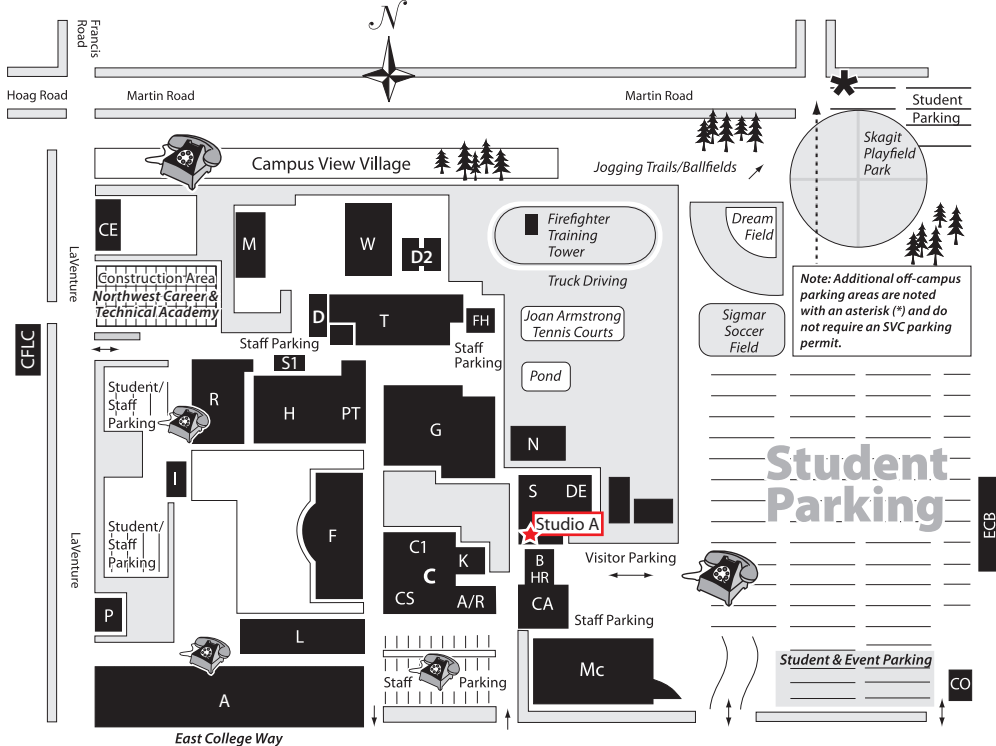 N
Francis
Road
Hoag Road
Martin Road
Martin Road
Student
Parking
Skagit
Playfield
Park
Campus View Village
Jogging Trails/Ballfields
CE
M
W
D2
Firefighter
Training
Tower
Truck Driving
Dream
Field
LaVenture
Construction Area
Northwest Career &
Technical Academy
Note: Additional off-campus
parking areas are noted
with an asterisk (*) and do
not require an SVC parking
permit.
D
T
FH
Joan Armstrong
Tennis Courts
Sigmar
Soccer
Field
CFLC
Staff Parking
Staff
Parking
S1
Pond
Student/
Staff
Parking
R
H
PT
G
N
Student
Parking
I
S
DE
ECB
Studio A
F
Student/
Staff
Parking
LaVenture
C1
K
C
CS
A/R
B
HR
CA
Visitor Parking
P
L
Staff Parking
Mc
Student & Event Parking
Staff
Parking
CO
A
East College Way